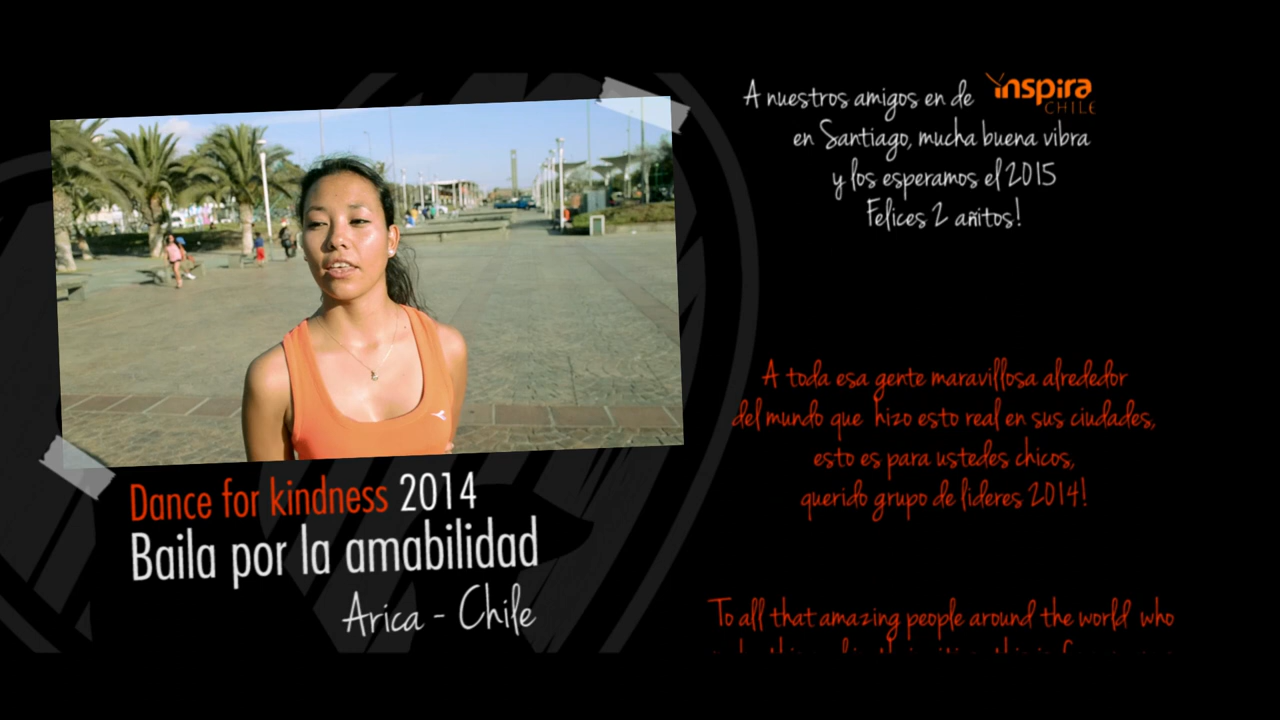 Dance for kindness 2014
Baila por la amabilidad
Arica - Chile
A nuestros amigos en de inspira CHILE
en Santiago, mucha buena vibra
y los esperamos el 2015
Felices 2 añitos!
A toda esa gente maravillosa alrededor
del mundo que hizo esto real en sus ciudades,
esto es para ustedes chicos,
querido grupo de lideres 2014!
To all that amazing people around the world who